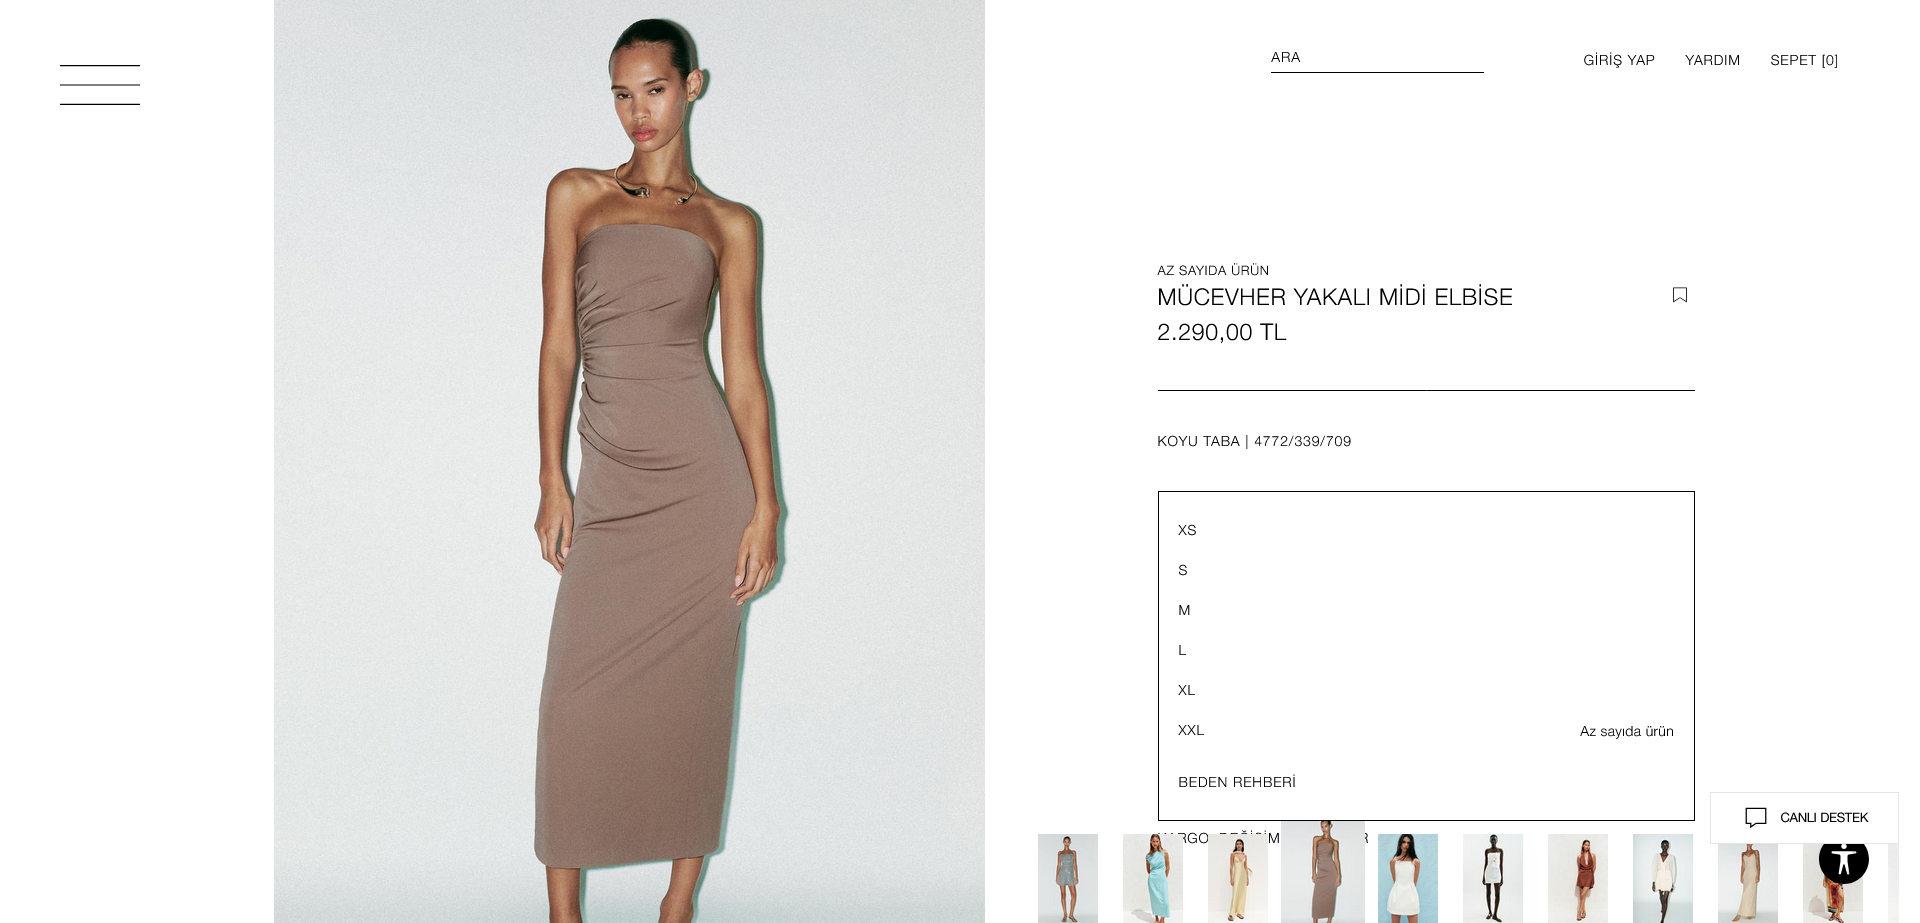 ARA
GİRİŞ YAP
YARDIM
SEPET [0]
AZ SAYIDA ÜRÜN
MÜCEVHER YAKALI MİDİ ELBİSE
2.290,00 TL
KOYU TABA | 4772/339/709
XS
S
M
L
XL
XXL
Az sayıda ürün
BEDEN REHBERİ
CANLI DESTEK